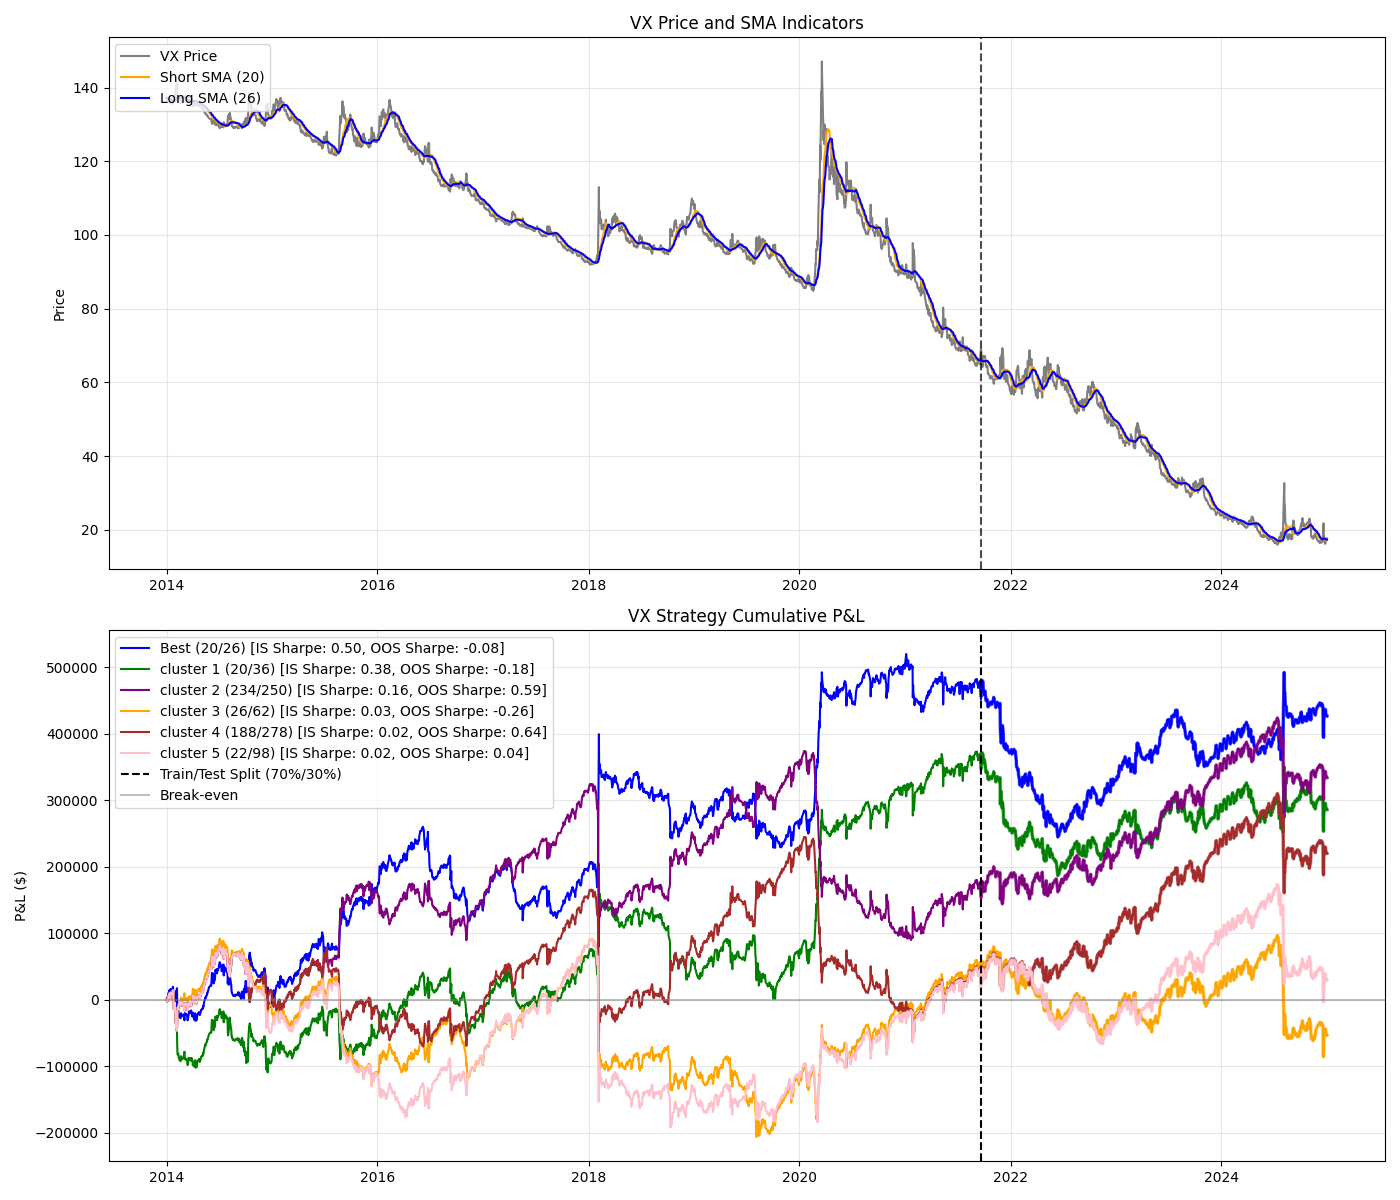 VX Price and SMA Indicators
VX Price
Short SMA (20)
Long SMA (26)
Price
140
120
100
80
60
40
20
2014
2016
2018
2020
2022
2024
VX Strategy Cumulative P&L
Best (20/26) [IS Sharpe: 0.50, OOS Sharpe: -0.08]
cluster 1 (20/36) [IS Sharpe: 0.38, OOS Sharpe: -0.18]
cluster 2 (234/250) [IS Sharpe: 0.16, OOS Sharpe: 0.59]
cluster 3 (26/62) [IS Sharpe: 0.03, OOS Sharpe: -0.26]
cluster 4 (188/278) [IS Sharpe: 0.02, OOS Sharpe: 0.64]
cluster 5 (22/98) [IS Sharpe: 0.02, OOS Sharpe: 0.04]
Train/Test Split (70%/30%)
Break-even
P&L ($)
500000
400000
300000
200000
100000
0
−100000
−200000
2014
2016
2018
2020
2022
2024